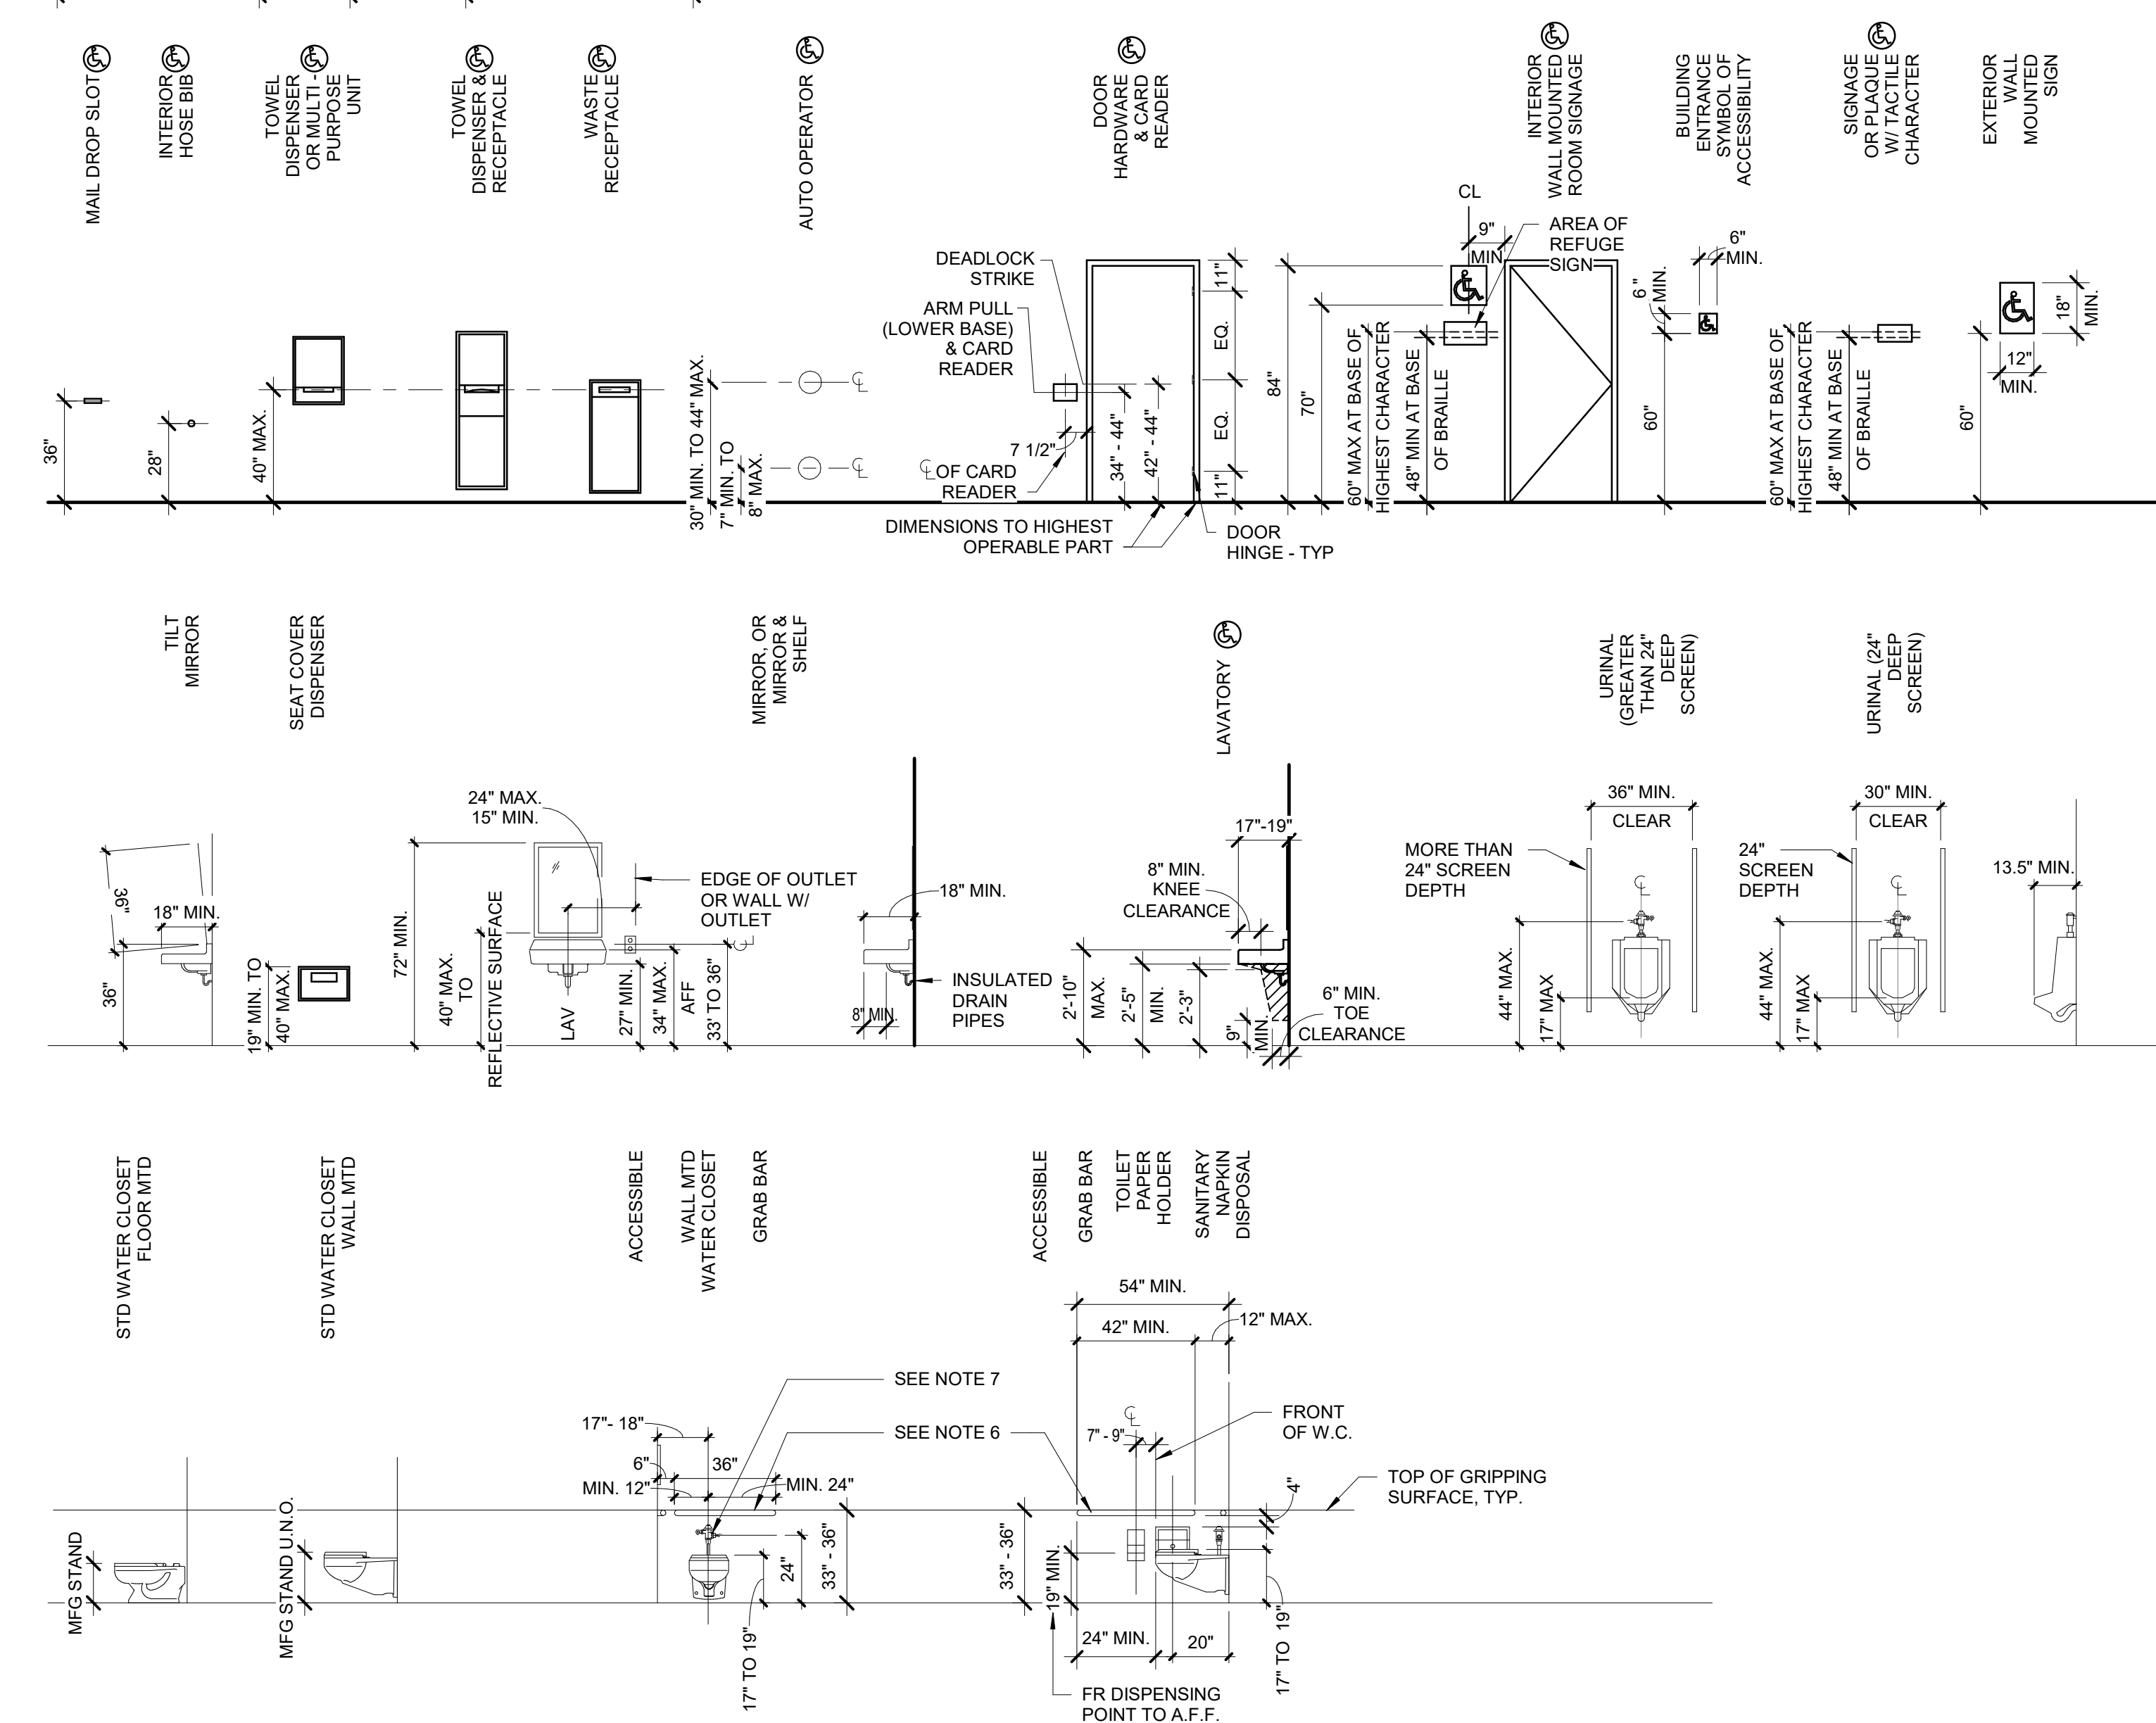 MAIL DROP SLOT
INTERIOR
HOSE BIB
TOWEL
DISPENSER
OR MULTI -
PURPOSE
UNIT
TOWEL
DISPENSER &
RECEPTACLE
WASTE
RECEPTACLE
AUTO OPERATOR
DOOR
HARDWARE
& CARD
READER
INTERIOR
WALL MOUNTED
ROOM SIGNAGE
BUILDING
ENTRANCE
SYMBOL OF
ACCESSIBILITY
SIGNAGE
OR PLAQUE
W/ TACTILE
CHARACTER
EXTERIOR
WALL
MOUNTED
SIGN
36"
28"
40" MAX.
30" MIN. TO 44" MAX.
7" MIN. TO
8" MAX.
DEADLOCK
STRIKE
ARM PULL
(LOWER BASE)
& CARD
READER
7 1/2"
CL OF CARD
READER
34" - 44"
42" - 44"
11"
EQ.
EQ.
11"
DIMENSIONS TO HIGHEST
OPERABLE PART
DOOR
HINGE - TYP
84"
70"
60" MAX AT BASE OF
HIGHEST CHARACTER
48" MIN AT BASE
OF BRAILLE
CL
9"
MIN
AREA OF
REFUGE
SIGN
6"
MIN.
6"
MIN.
60"
60" MAX AT BASE OF
HIGHEST CHARACTER
48" MIN AT BASE
OF BRAILLE
60"
18"
MIN.
12"
MIN.
TILT
MIRROR
SEAT COVER
DISPENSER
MIRROR, OR
MIRROR &
SHELF
LAVATORY
URINAL
(GREATER
THAN 24"
DEEP
SCREEN)
URINAL (24"
DEEP
SCREEN)
36"
18" MIN.
36"
19" MIN. TO
40" MAX.
72" MIN.
40" MAX.
TO
REFLECTIVE SURFACE
24" MAX.
15" MIN.
LAV
EDGE OF OUTLET
OR WALL W/
OUTLET
27" MIN.
34" MAX.
AFF
33' TO 36"
18" MIN.
8" MIN.
INSULATED
DRAIN
PIPES
17"-19"
8" MIN.
KNEE
CLEARANCE
2'-10"
MAX.
2'-5"
MIN.
2'-3"
9"
MIN.
6" MIN.
TOE
CLEARANCE
36" MIN.
CLEAR
MORE THAN
24" SCREEN
DEPTH
CL
44" MAX.
17" MAX
30" MIN.
CLEAR
24"
SCREEN
DEPTH
CL
44" MAX.
17" MAX
13.5" MIN.
STD WATER CLOSET
FLOOR MTD
STD WATER CLOSET
WALL MTD
ACCESSIBLE
WALL MTD
WATER CLOSET
GRAB BAR
ACCESSIBLE
GRAB BAR
TOILET
PAPER
HOLDER
SANITARY
NAPKIN
DISPOSAL
MFG STAND
MFG STAND U.N.O.
17"- 18"
6"
36"
MIN. 12"
MIN. 24"
SEE NOTE 7
SEE NOTE 6
24"
33" - 36"
17" TO 19"
54" MIN.
42" MIN.
12" MAX.
CL
7" - 9"
FRONT
OF W.C.
4"
TOP OF GRIPPING
SURFACE, TYP.
33" - 36"
19" MIN.
24" MIN.
20"
17" TO 19"
FR DISPENSING
POINT TO A.F.F.